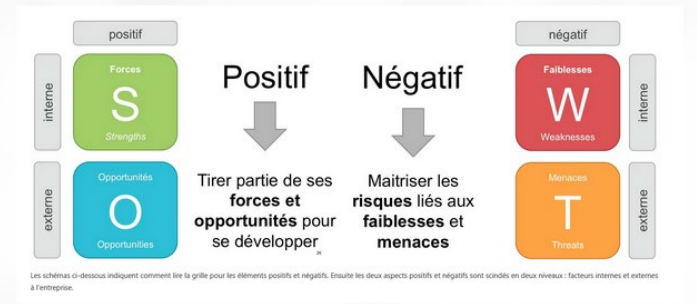 positif
négatif
interne
Forces
S
Strengths
externe
Opportunités
O
Opportunities
Positif
Tirer partie de ses
forces et
opportunités pour
se développer
Négatif
Maitriser les
risques liés aux
faiblesses et
menaces
Faiblesses
W
Weaknesses
interne
Menaces
T
Threats
externe
Les schémas ci-dessous indiquent comment lire la grille pour les éléments positifs et négatifs. Ensuite les deux aspects positifs et négatifs sont scindés en deux niveaux : facteurs internes et externes
à l'entreprise.